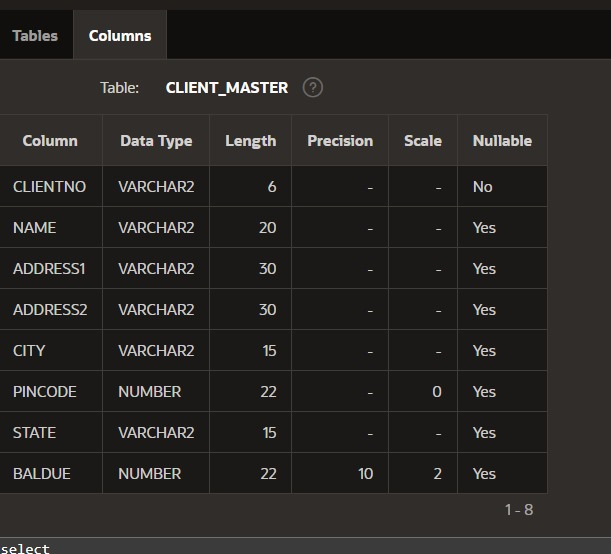 Tables Columns
Table: CLIENT_MASTER ?
Column Data Type Length Precision Scale Nullable
CLIENTNO VARCHAR2 6 - - No
NAME VARCHAR2 20 - - Yes
ADDRESS1 VARCHAR2 30 - - Yes
ADDRESS2 VARCHAR2 30 - - Yes
CITY VARCHAR2 15 - - Yes
PINCODE NUMBER 22 - 0 Yes
STATE VARCHAR2 15 - - Yes
BALDUE NUMBER 22 10 2 Yes
1 - 8
select